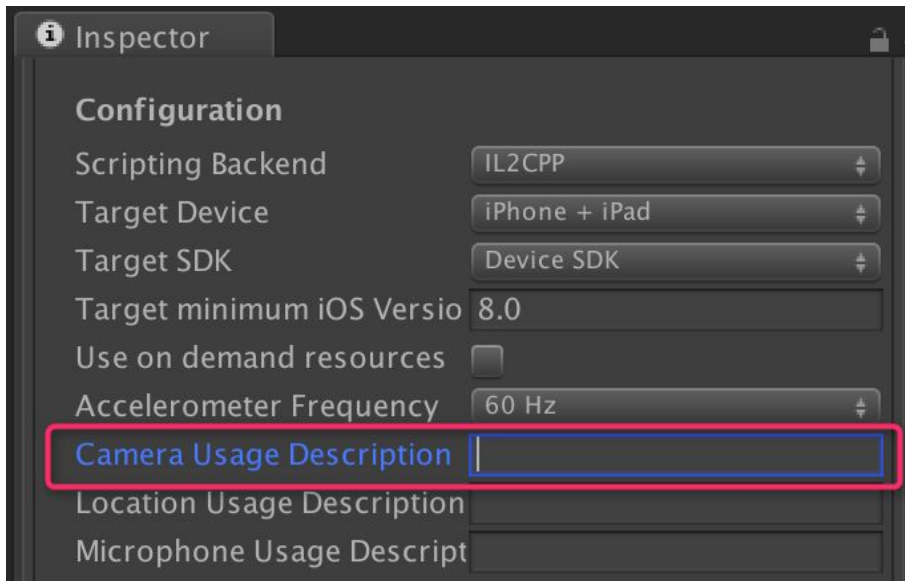 Inspector
Configuration
Scripting Backend IL2CPP
Target Device iPhone + iPad
Target SDK Device SDK
Target minimum iOS Versio 8.0
Use on demand resources
Accelerometer Frequency 60 Hz
Camera Usage Description
Location Usage Description
Microphone Usage Descript